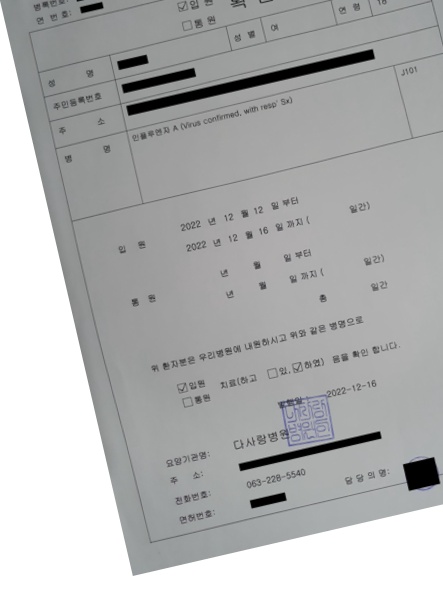 병록번호:
연 번 호:
☑입 원
☐통 원
확
성 명
성 별
여
연 령
16
주민등록번호
주 소
병 명
인플루엔자 A (Virus confirmed, with resp' Sx)
J101
입 원
2022 년 12 월 12 일 부터
2022 년 12 월 16 일 까지 ( 일간)
통 원
년 월 일 부터
년 월 일 까지 ( 일간)
총 일간
위 환자분은 우리병원에 내원하시고 위와 같은 병명으로
☑입원
☐통원
치료(하고 ☐있, ☑하였) 음을 확인 합니다.
발행일 : 2022-12-16
요양기관명: 다사랑병원
주 소:
전화번호: 063-228-5540
면허번호:
담 당 의 명: